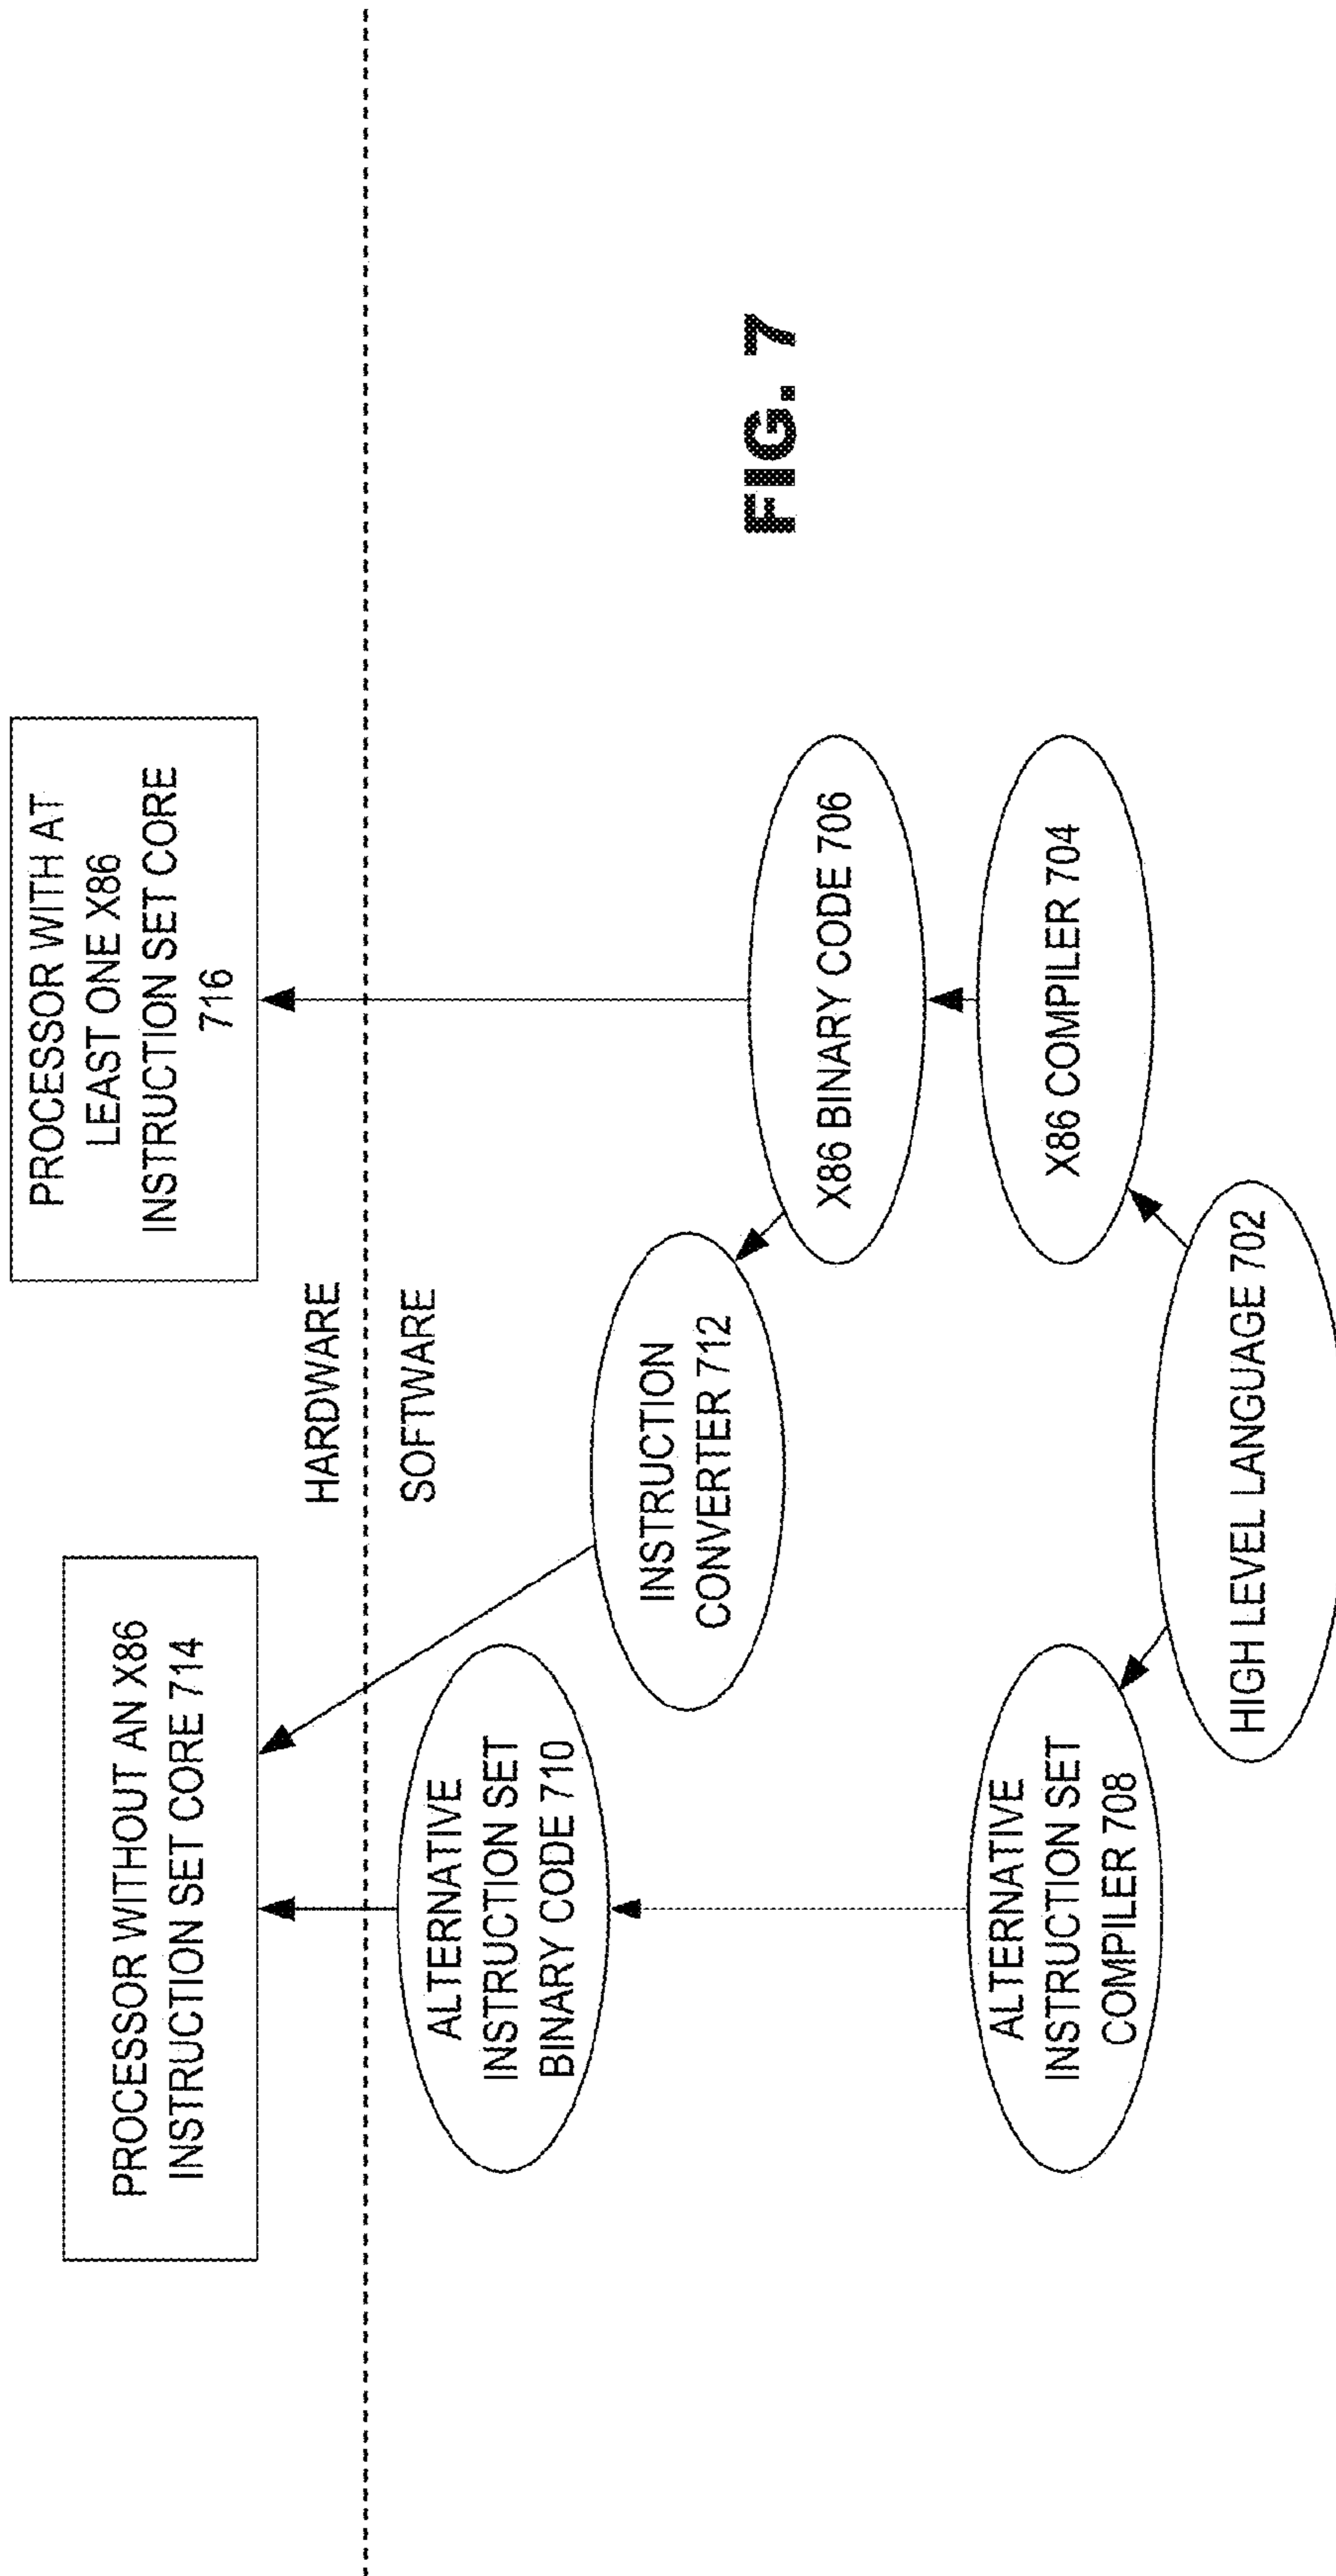 PROCESSOR WITHOUT AN X86
INSTRUCTION SET CORE 714
PROCESSOR WITH AT
LEAST ONE X86
INSTRUCTION SET CORE
716
HARDWARE
SOFTWARE
ALTERNATIVE
INSTRUCTION SET
BINARY CODE 710
INSTRUCTION
CONVERTER 712
X86 BINARY CODE 706
ALTERNATIVE
INSTRUCTION SET
COMPILER 708
X86 COMPILER 704
HIGH LEVEL LANGUAGE 702
FIG. 7